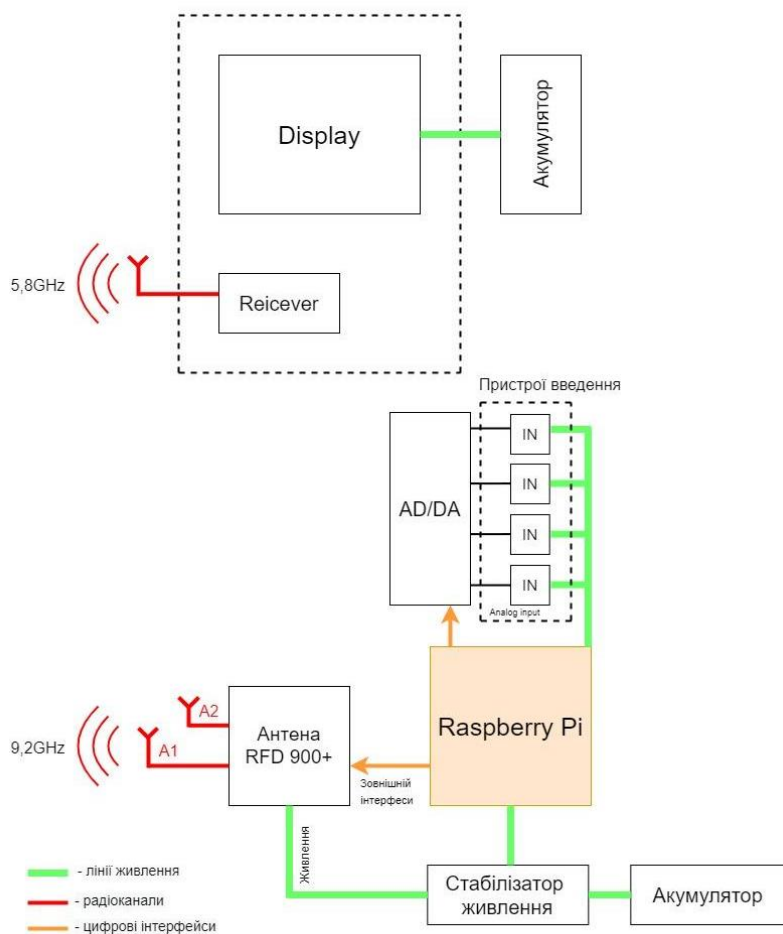 Display
Акумулятор
5,8GHz
Reicever
Пристрої введення
IN
IN
AD/DA
IN
IN
Analog input
Raspberry Pi
A2
9,2GHz
A1
Антена
RFD 900+
Зовнішній
інтерфеси
Живлення
- лінії живлення
Стабілізатор
живлення
Акумулятор
- радіоканали
- цифрові інтерфейси